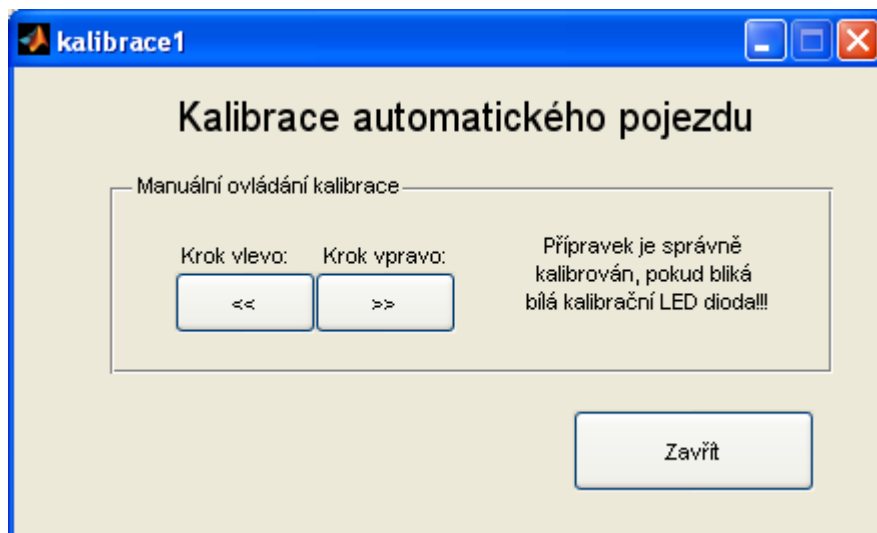 kalibrace1
Kalibrace automatického pojezdu
Manuální ovládání kalibrace
Krok vlevo:
Krok vpravo:
<<
>>
Přípravek je správně
kalibrován, pokud bliká
bílá kalibrační LED dioda!!!
Zavřít